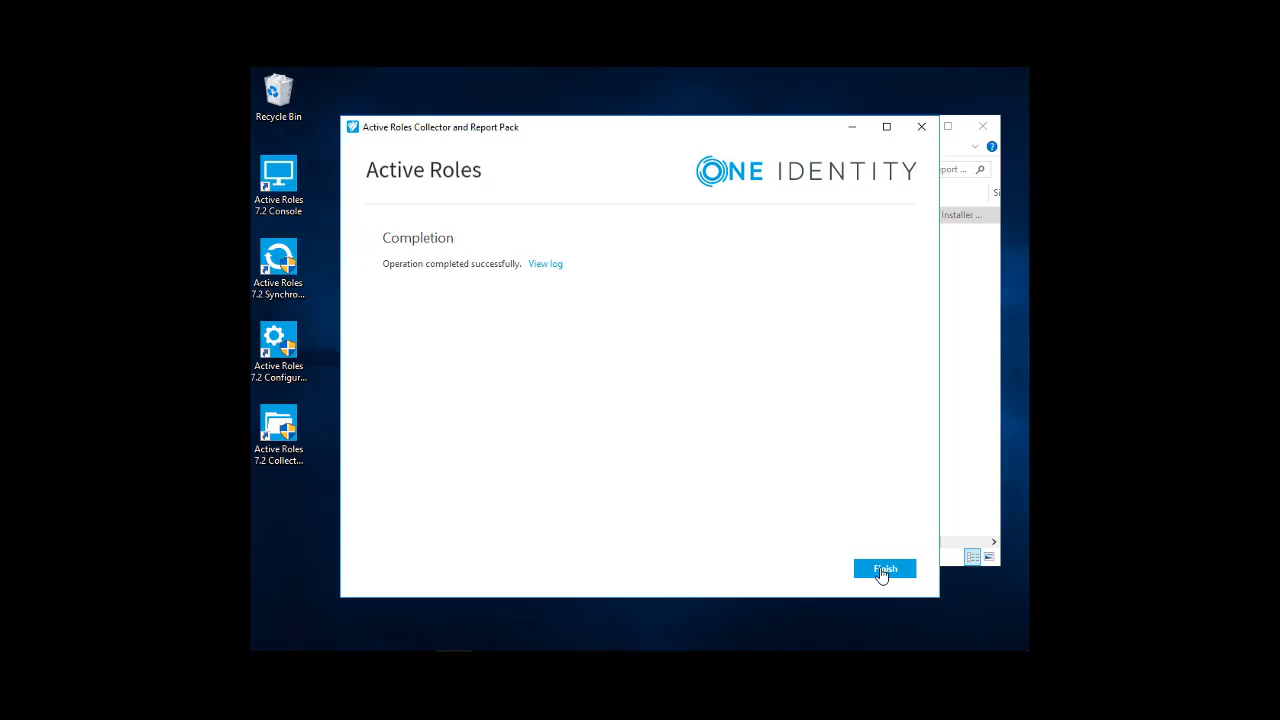 Recycle Bin
Active Roles
7.2 Console
Active Roles
7.2 Synchro...
Active Roles
7.2 Configur...
Active Roles
7.2 Collect...
Active Roles Collector and Report Pack
Active Roles
ONE IDENTITY
Completion
Operation completed successfully. View log
Finish
port ...
Si
Installer ...